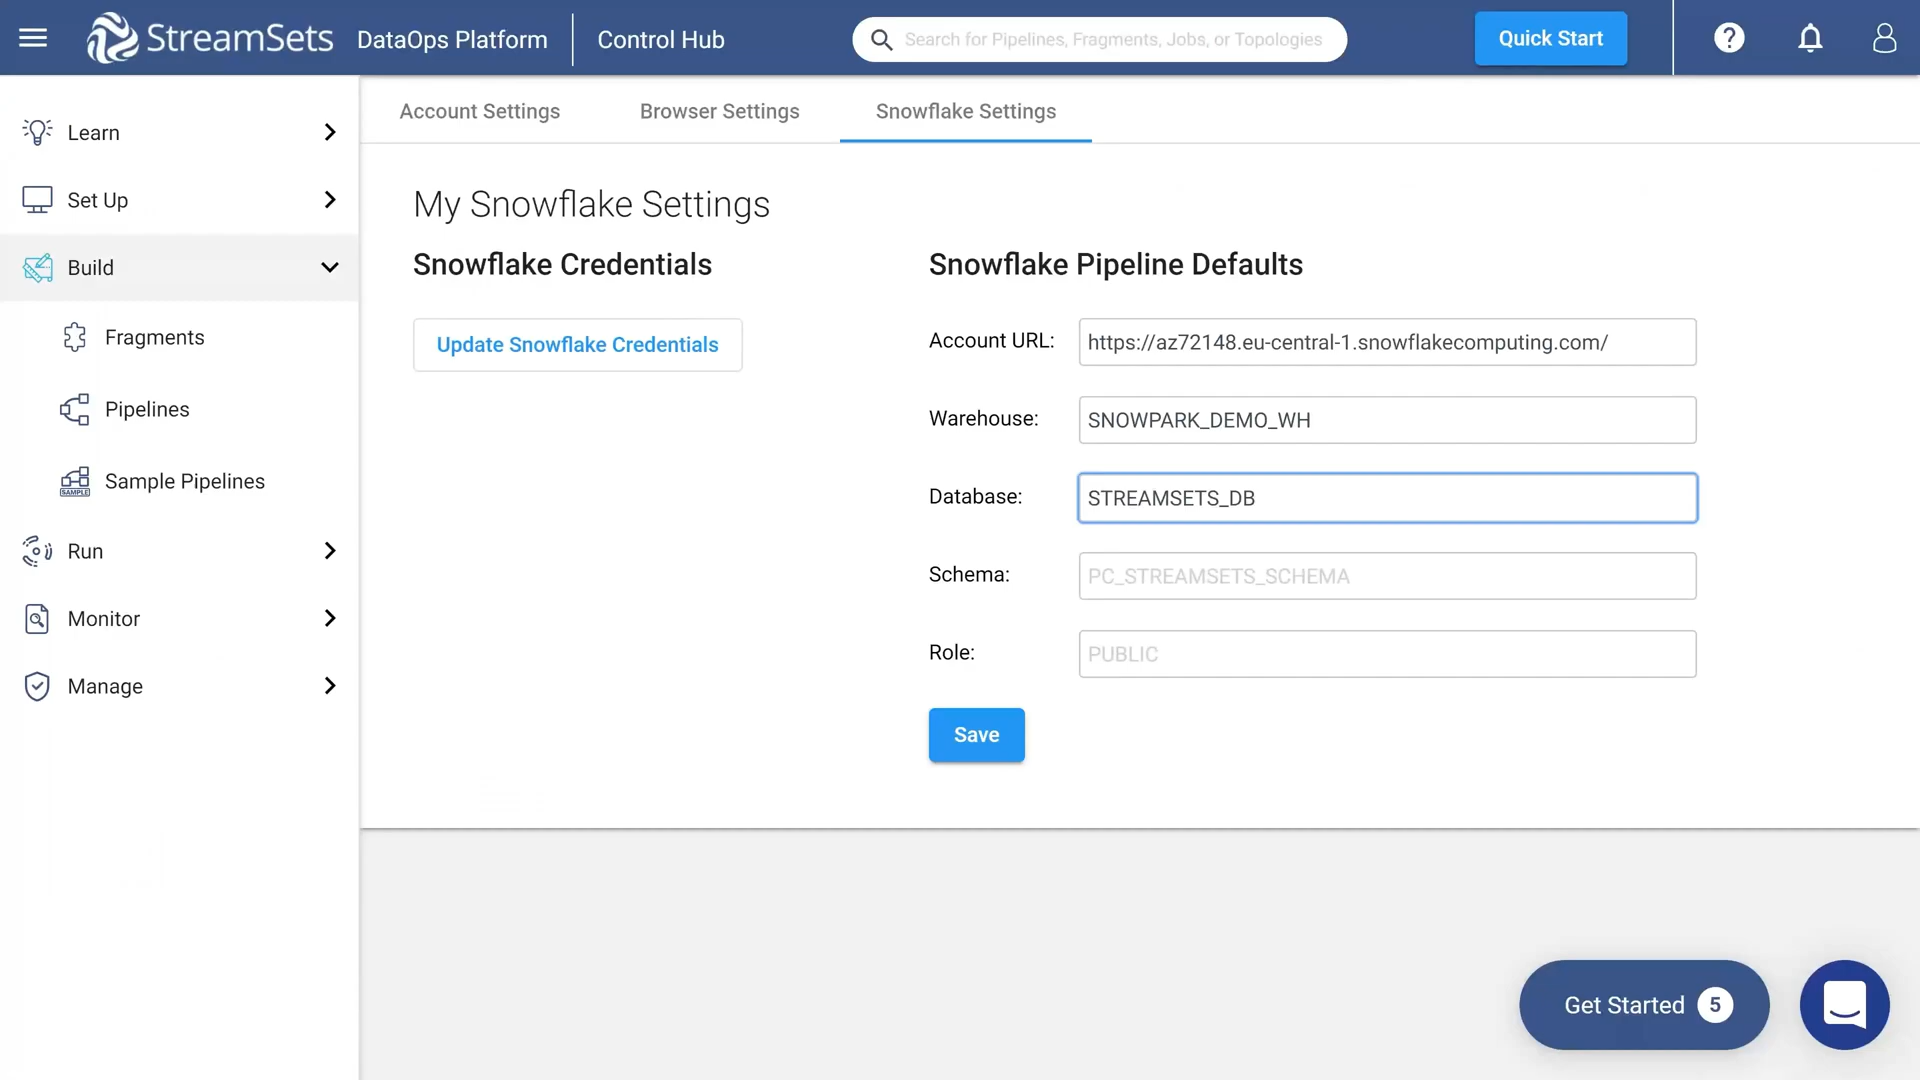 StreamSets DataOps Platform Control Hub
Search for Pipelines, Fragments, Jobs, or Topologies
Quick Start
?
Learn
Set Up
Build
Fragments
Pipelines
SAMPLE
Sample Pipelines
Run
Monitor
Manage
Account Settings
Browser Settings
Snowflake Settings
My Snowflake Settings
Snowflake Credentials
Update Snowflake Credentials
Snowflake Pipeline Defaults
Account URL: https://az72148.eu-central-1.snowflakecomputing.com/
Warehouse: SNOWPARK_DEMO_WH
Database: STREAMSETS_DB
Schema: PC_STREAMSETS_SCHEMA
Role: PUBLIC
Save
Get Started 5